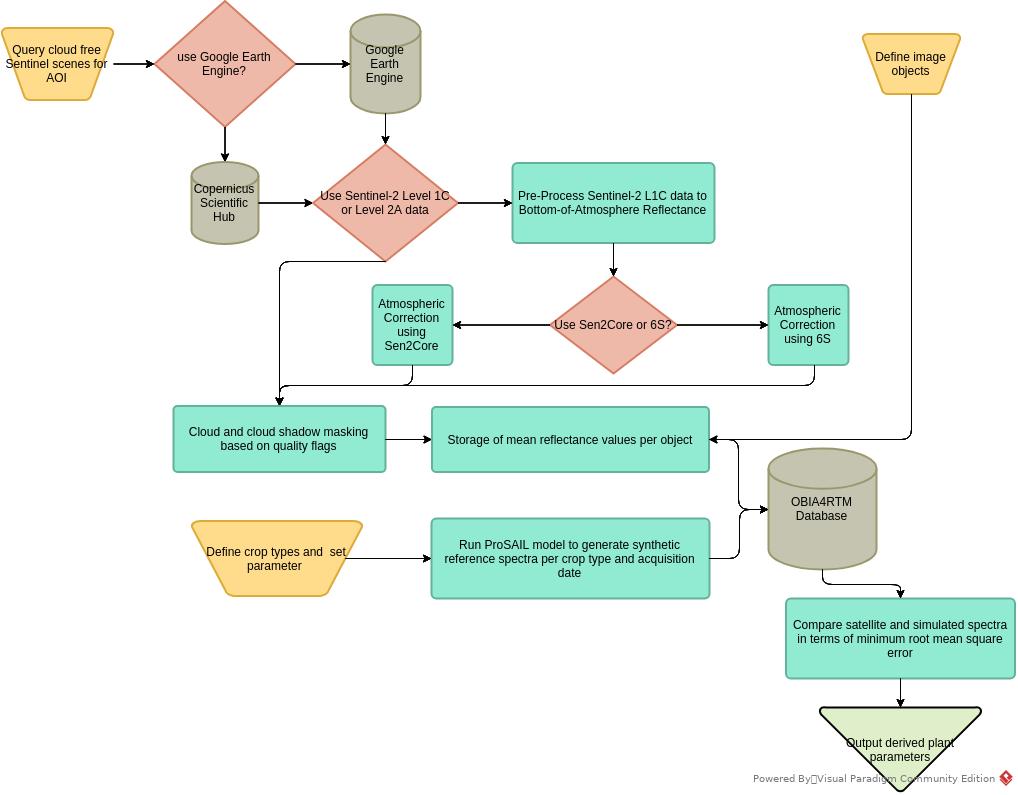 Query cloud free
Sentinel scenes for
AOI
use Google Earth
Engine?
Google
Earth
Engine
Define image
objects
Copernicus
Scientific
Hub
Use Sentinel-2 Level 1C
or Level 2A data
Pre-Process Sentinel-2 L1C data to
Bottom-of-Atmosphere Reflectance
Atmospheric
Correction
using
Sen2Core
Use Sen2Core or 6S?
Atmospheric
Correction
using 6S
Cloud and cloud shadow masking
based on quality flags
Storage of mean reflectance values per object
OBIA4RTM
Database
Define crop types and  set
parameter
Run ProSAIL model to generate synthetic
reference spectra per crop type and acquisition
date
Compare satellite and simulated spectra
in terms of minimum root mean square
error
Output derived plant
parameters
Powered By▯Visual Paradigm Community Edition